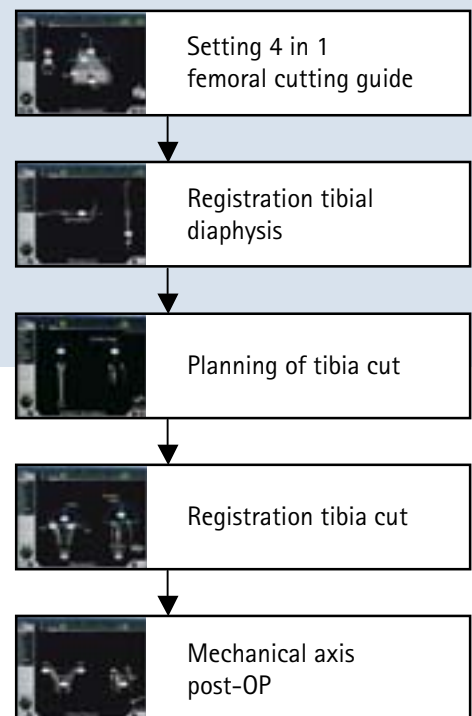 Setting 4 in 1
femoral cutting guide
Registration tibial
diaphysis
Planning of tibia cut
Registration tibia cut
Mechanical axis
post-OP